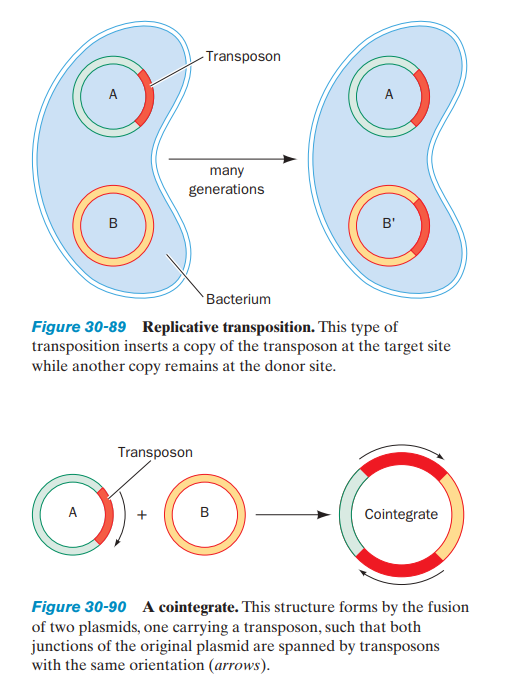 Transposon
A
A
many
generations
B
B'
Bacterium
Figure 30-89 Replicative transposition. This type of
transposition inserts a copy of the transposon at the target site
while another copy remains at the donor site.
Transposon
A
+
B
Cointegrate
Figure 30-90 A cointegrate. This structure forms by the fusion
of two plasmids, one carrying a transposon, such that both
junctions of the original plasmid are spanned by transposons
with the same orientation (arrows).